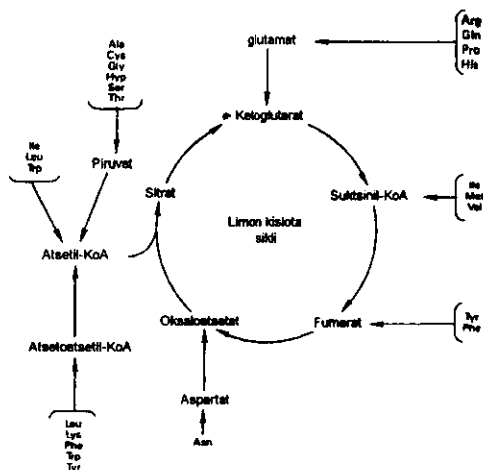 Arg
Gln
Pro
His
glutamat
Ala
Cys
Gly
Hyp
Ser
Thr
α- Ketoglutarat
Ile
Leu
Trp
Piruvat
Sitrat
Suktsinil-KoA
Ile
Met
Val
Limon kislota
sikli
Atsetil-KoA
Oksaloatsetat
Fumarat
Tyr
Phe
Atsetoatsetil-KoA
Aspartat
Asn
Leu
Lys
Phe
Trp
Tyr